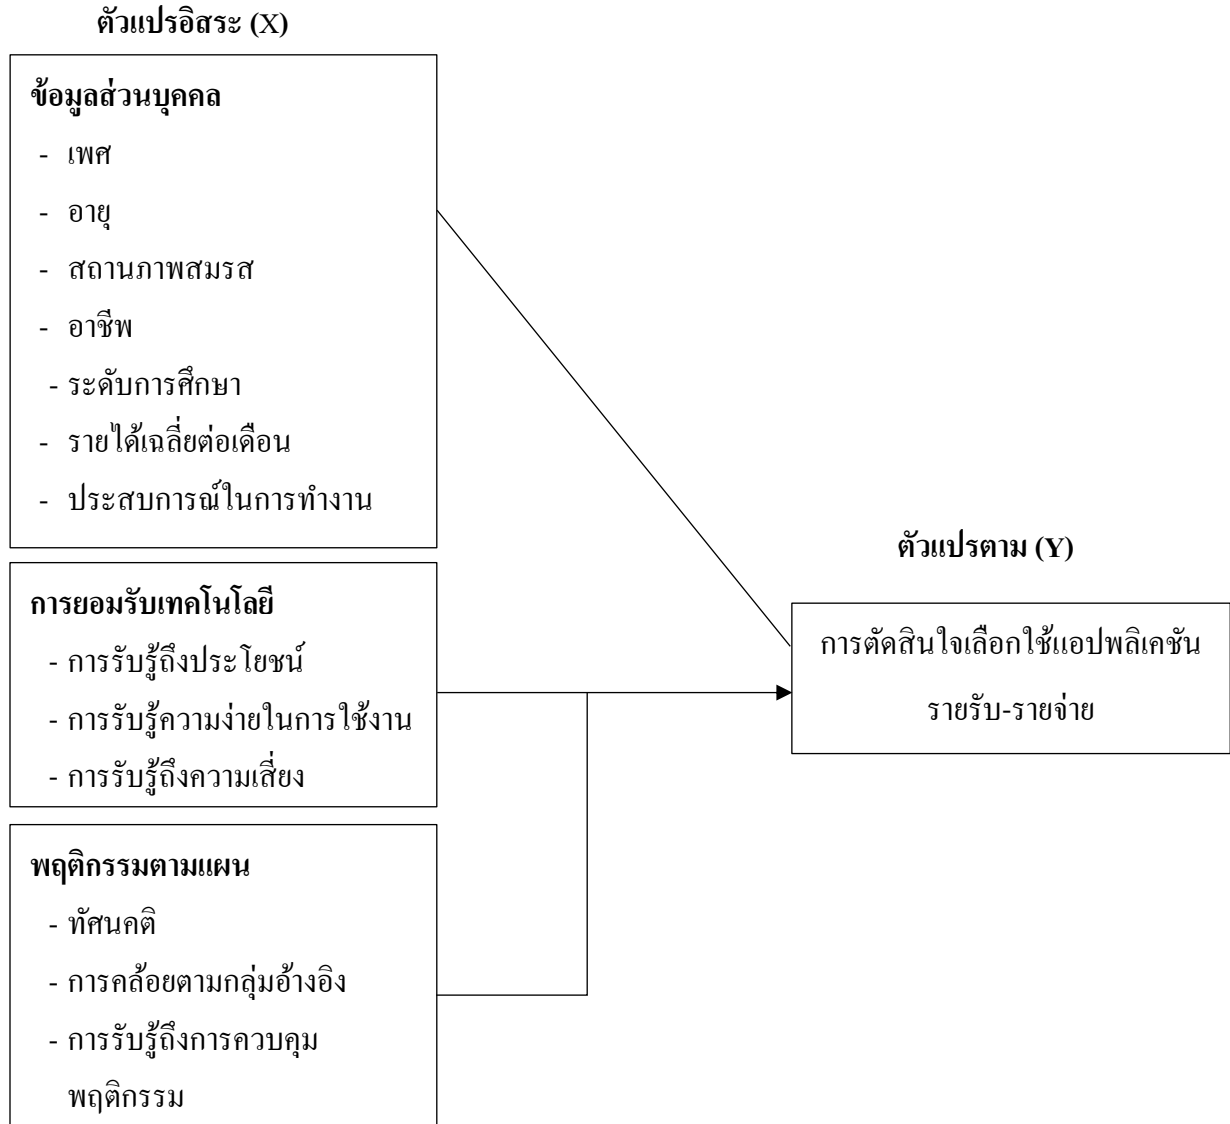 ตัวแปรอิสระ (X)
ข้อมูลส่วนบุคคล
- เพศ
- อายุ
- สถานภาพสมรส
- อาชีพ
- ระดับการศึกษา
- รายได้เฉลี่ยต่อเดือน
- ประสบการณ์ในการทำงาน
การยอมรับเทคโนโลยี
- การรับรู้ถึงประโยชน์
- การรับรู้ความง่ายในการใช้งาน
- การรับรู้ถึงความเสี่ยง
พฤติกรรมตามแผน
- ทัศนคติ
- การคล้อยตามกลุ่มอ้างอิง
- การรับรู้ถึงการควบคุม
พฤติกรรม
ตัวแปรตาม (Y)
การตัดสินใจเลือกใช้แอปพลิเคชัน
รายรับ-รายจ่าย